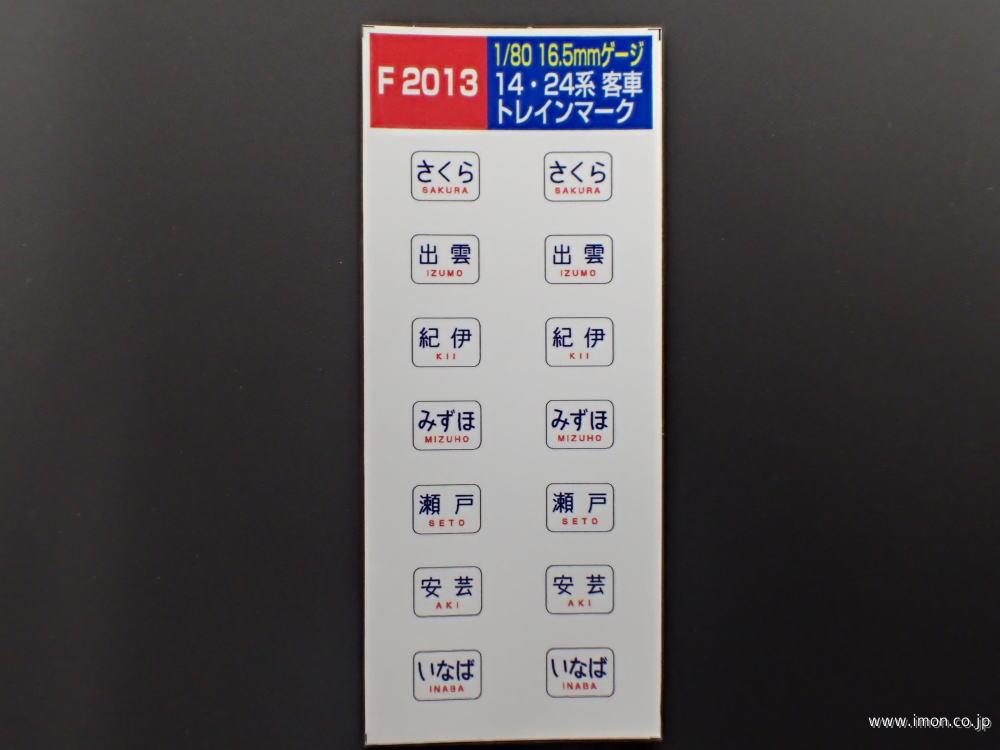 F 2013
1/80 16.5mmゲージ
14・24系 客車
トレインマーク
さくら さくら
SAKURA SAKURA
出雲 出雲
IZUMO IZUMO
紀伊 紀伊
KII KII
みずほ みずほ
MIZUHO MIZUHO
瀬戸 瀬戸
SETO SETO
安芸 安芸
AKI AKI
いなば いなば
INABA INABA
www.imon.co.jp